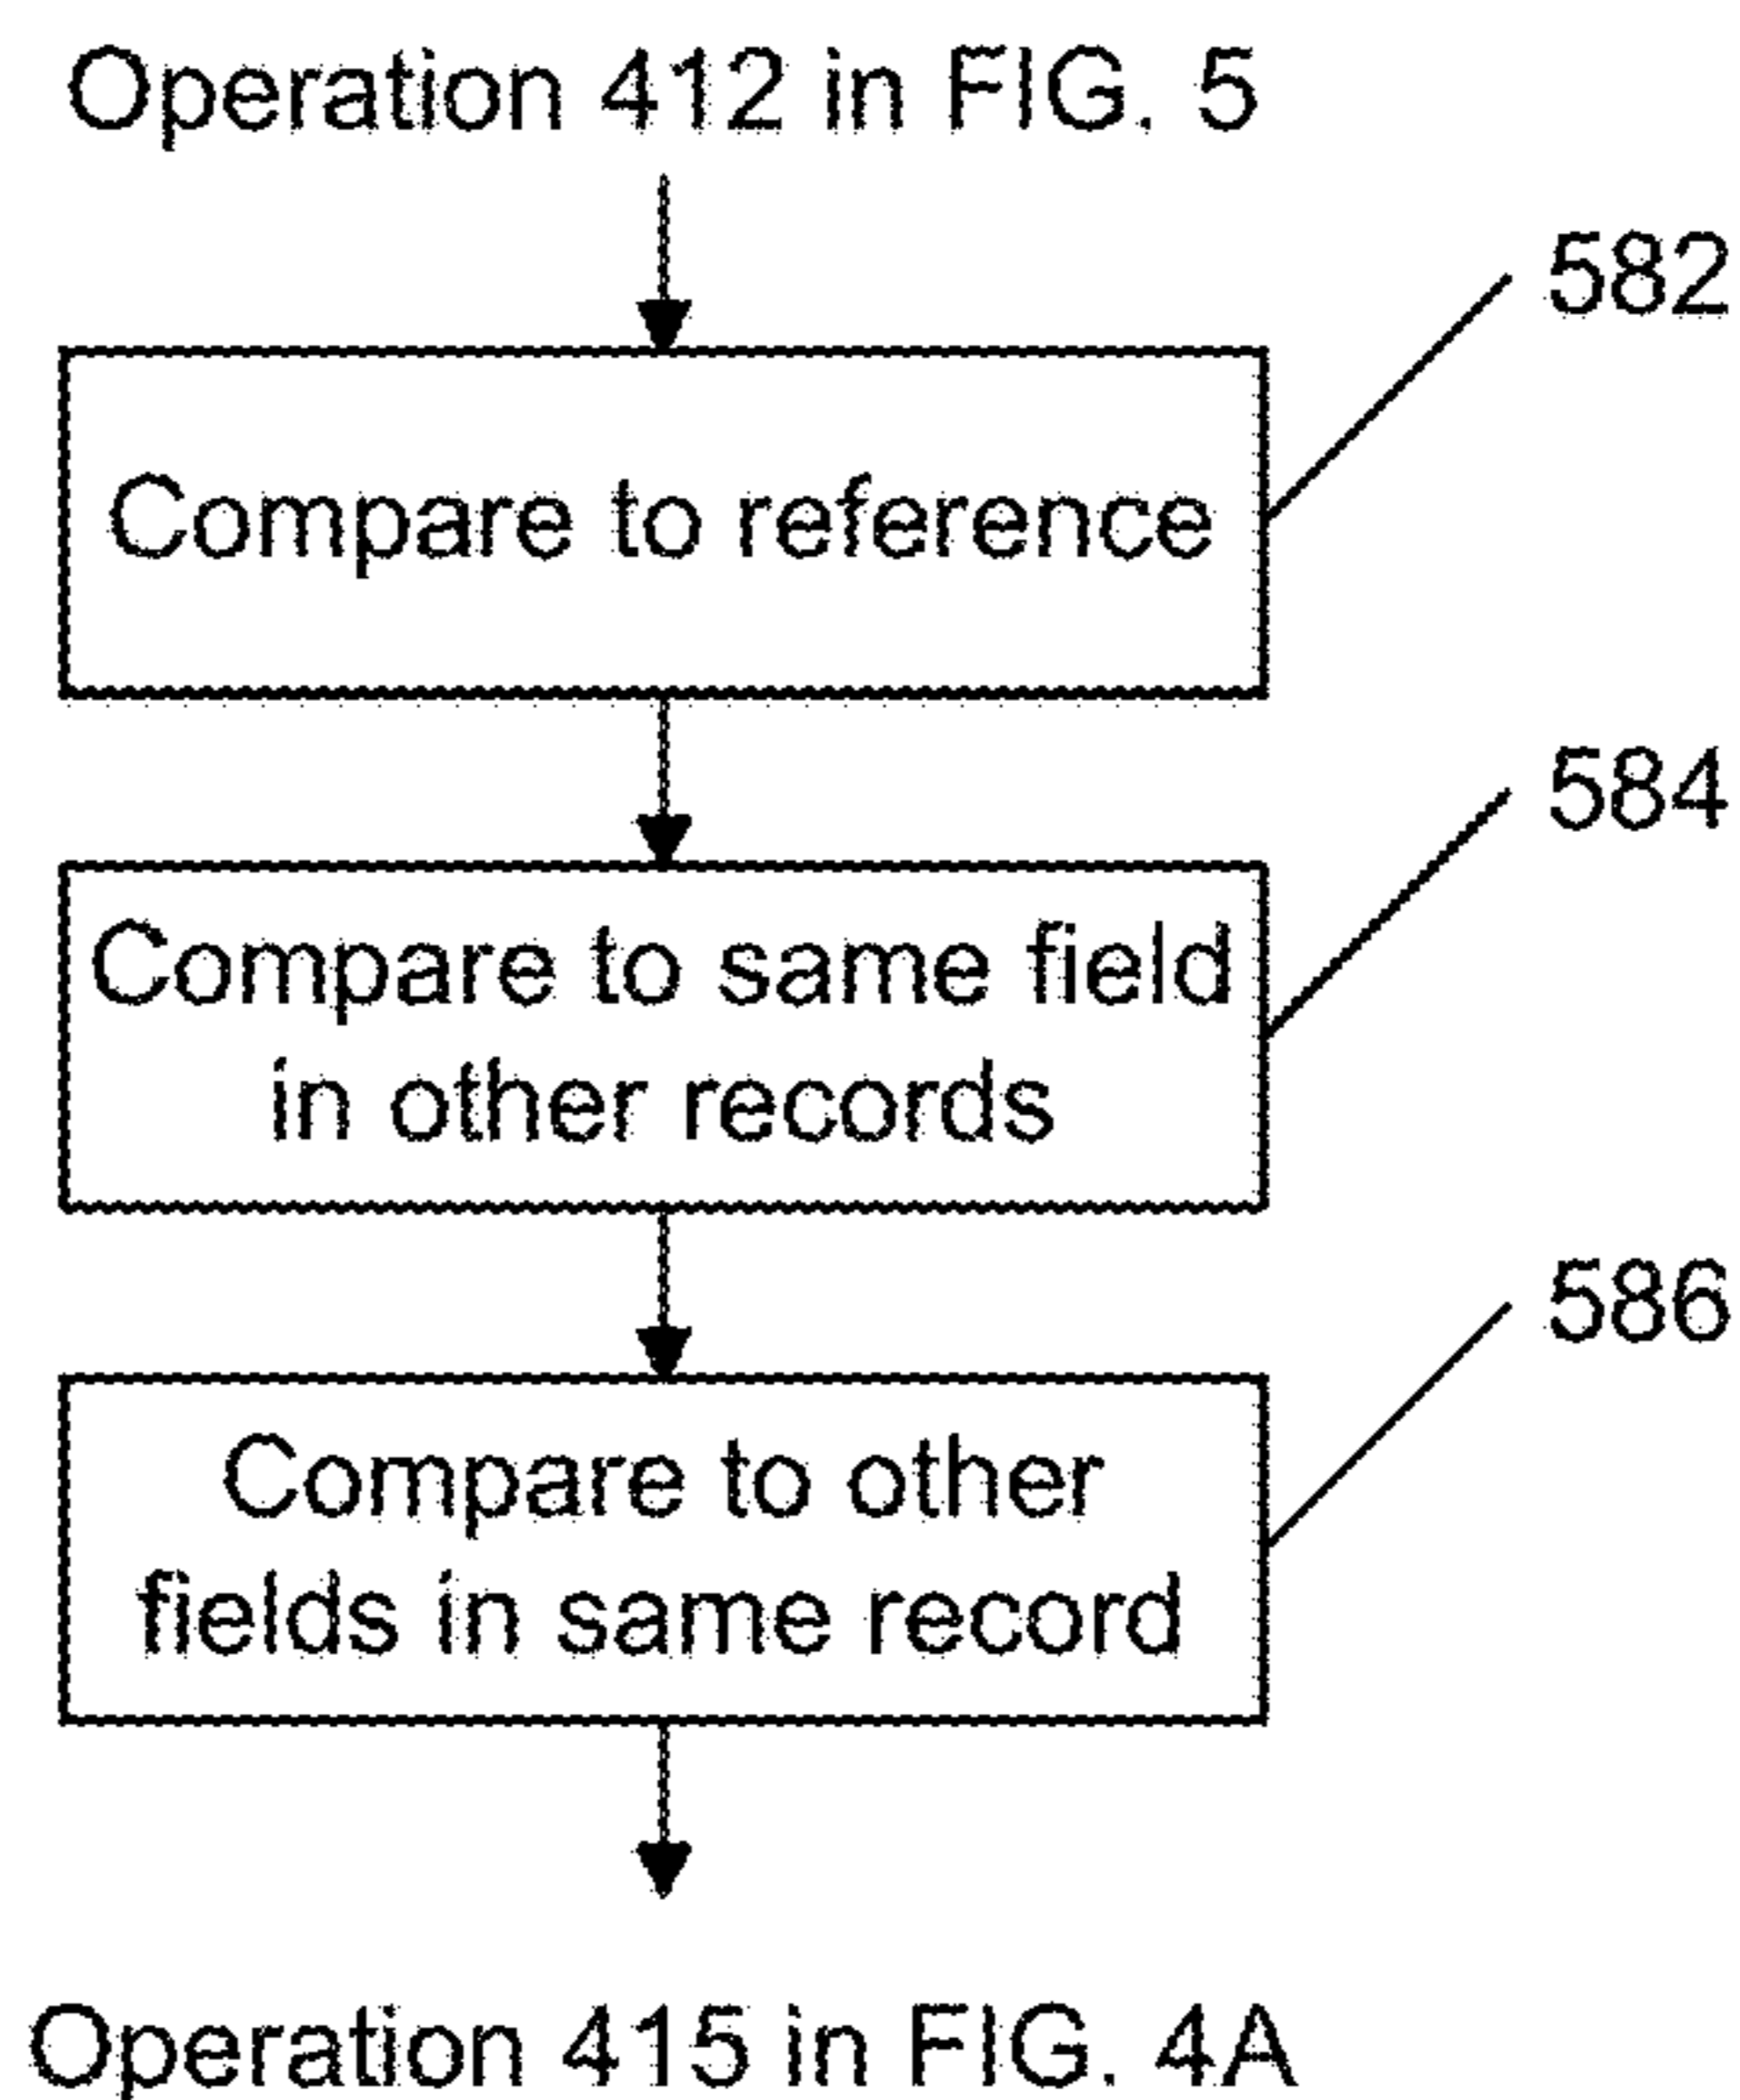 Operation 412 in FIG. 5
582
Compare to reference
584
Compare to same field
in other records
586
Compare to other
fields in same record
Operation 415 in FIG. 4A